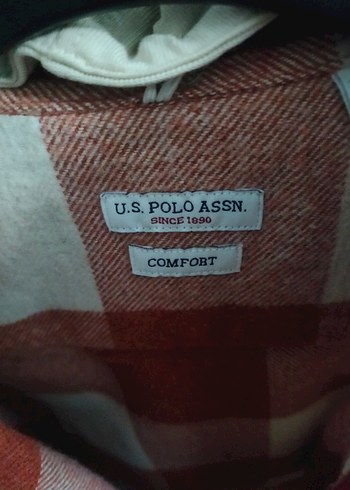 U.S. POLO ASSN.
SINCE 1890
COMFORT